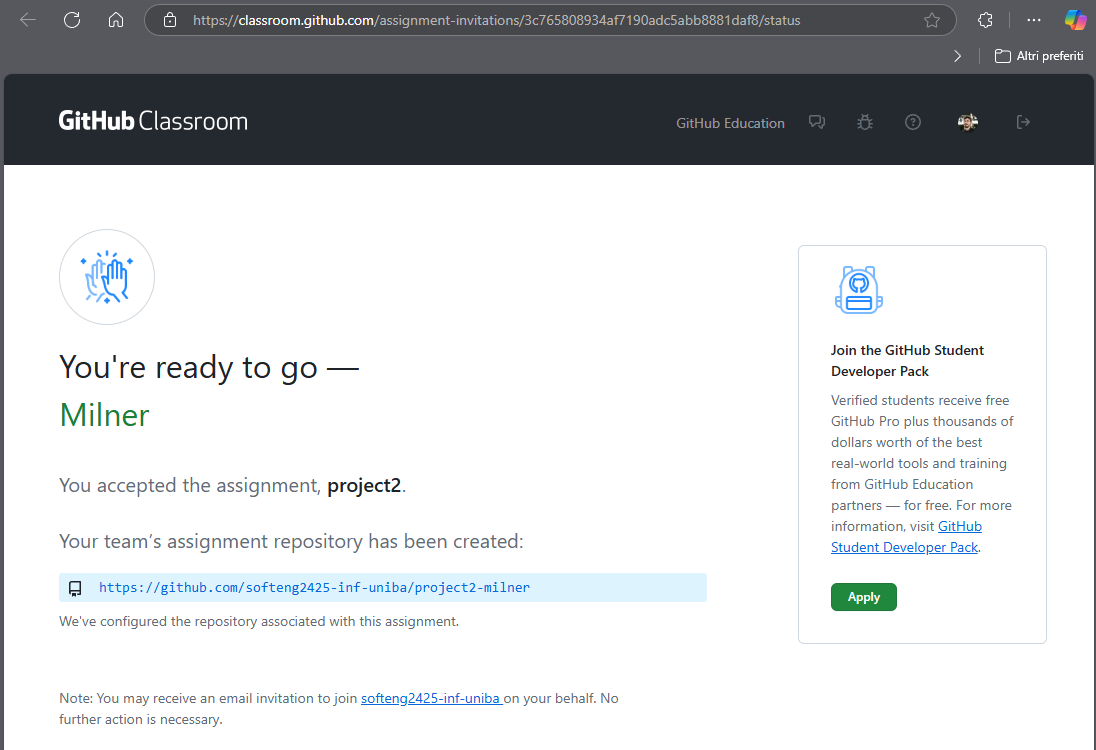 https://classroom.github.com/assignment-invitations/3c765808934af7190adc5abb8881daf8/status
Altri preferiti
GitHub Classroom
GitHub Education
You're ready to go —
Milner
You accepted the assignment, project2.
Your team’s assignment repository has been created:
https://github.com/softeng2425-inf-uniba/project2-milner
We've configured the repository associated with this assignment.
Note: You may receive an email invitation to join softeng2425-inf-uniba on your behalf. No
further action is necessary.
Join the GitHub Student
Developer Pack
Verified students receive free
GitHub Pro plus thousands of
dollars worth of the best
real-world tools and training
from GitHub Education
partners — for free. For more
information, visit GitHub
Student Developer Pack.
Apply